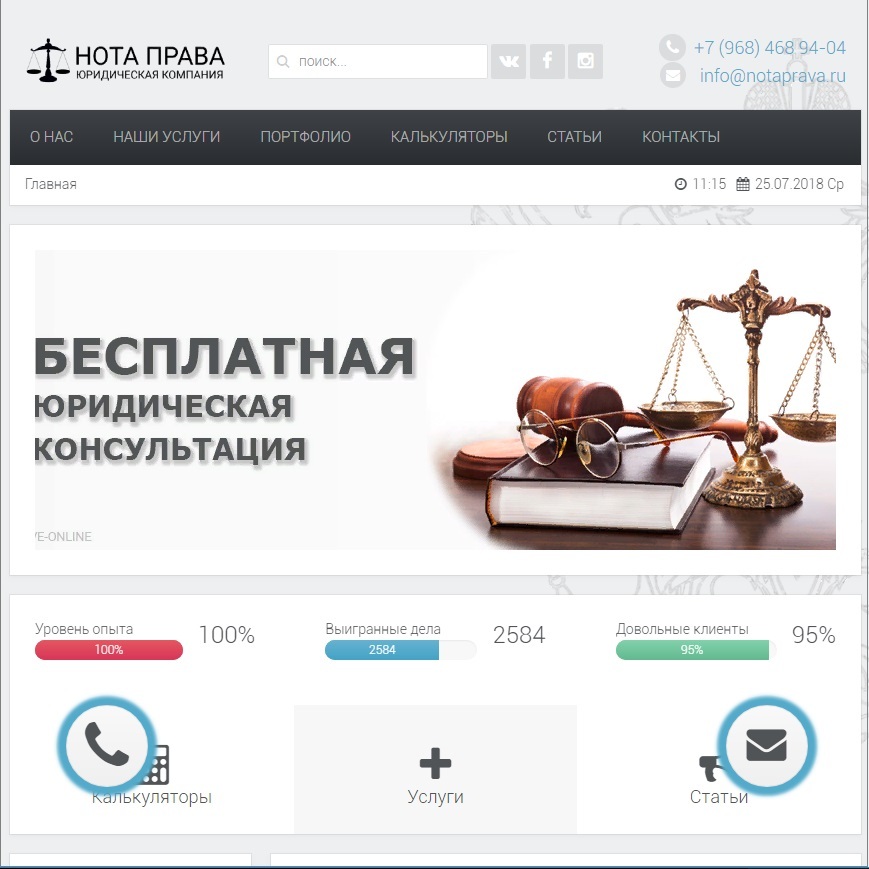 НОТА ПРАВА
ЮРИДИЧЕСКАЯ КОМПАНИЯ
поиск...
+7 (968) 468 94-04
info@notaprava.ru
О НАС НАШИ УСЛУГИ ПОРТФОЛИО КАЛЬКУЛЯТОРЫ СТАТЬИ КОНТАКТЫ
Главная 11:15 25.07.2018 Ср
БЕСПЛАТНАЯ
ЮРИДИЧЕСКАЯ
КОНСУЛЬТАЦИЯ
VE-ONLINE
Уровень опыта 100%
100%
Выигранные дела 2584
2584
Довольные клиенты 95%
95%
Калькуляторы Услуги Статьи